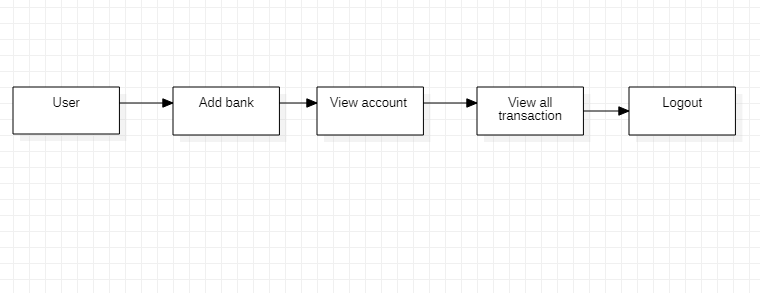 User
Add bank
View account
View all
transaction
Logout